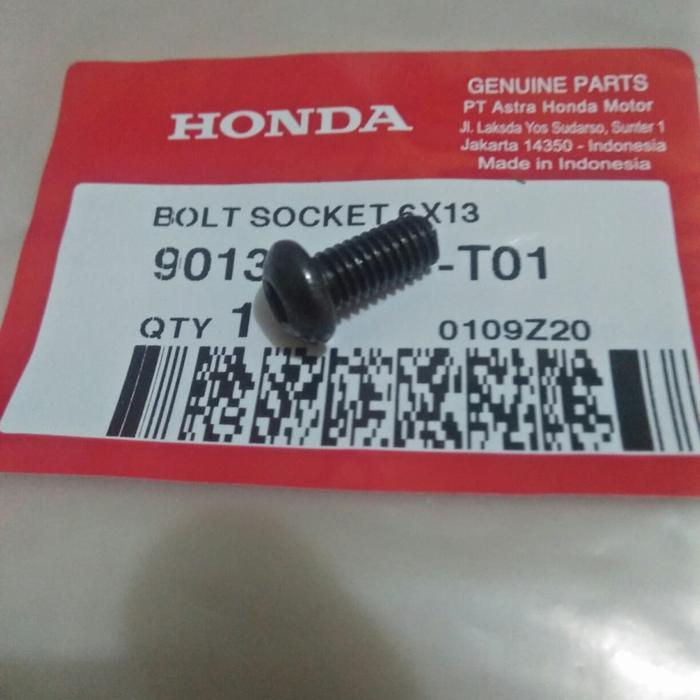 HONDA
GENUINE PARTS
PT Astra Honda Motor
Jl. Laksda Yos Sudarso, Sunter 1
Jakarta 14350 - Indonesia
Made in Indonesia
BOLT SOCKET 6X13
-T01
QTY 1
0109Z20